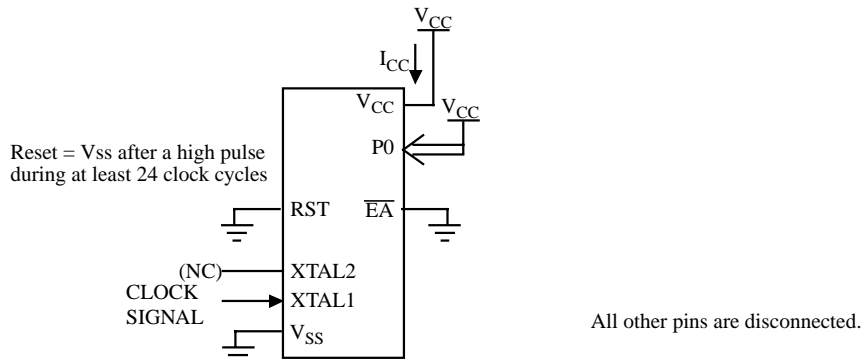 VCC
ICC
VCC
VCC
P0
Reset = Vss after a high pulse
during at least 24 clock cycles
RST
EA
(NC)
XTAL2
CLOCK
SIGNAL
XTAL1
VSS
All other pins are disconnected.